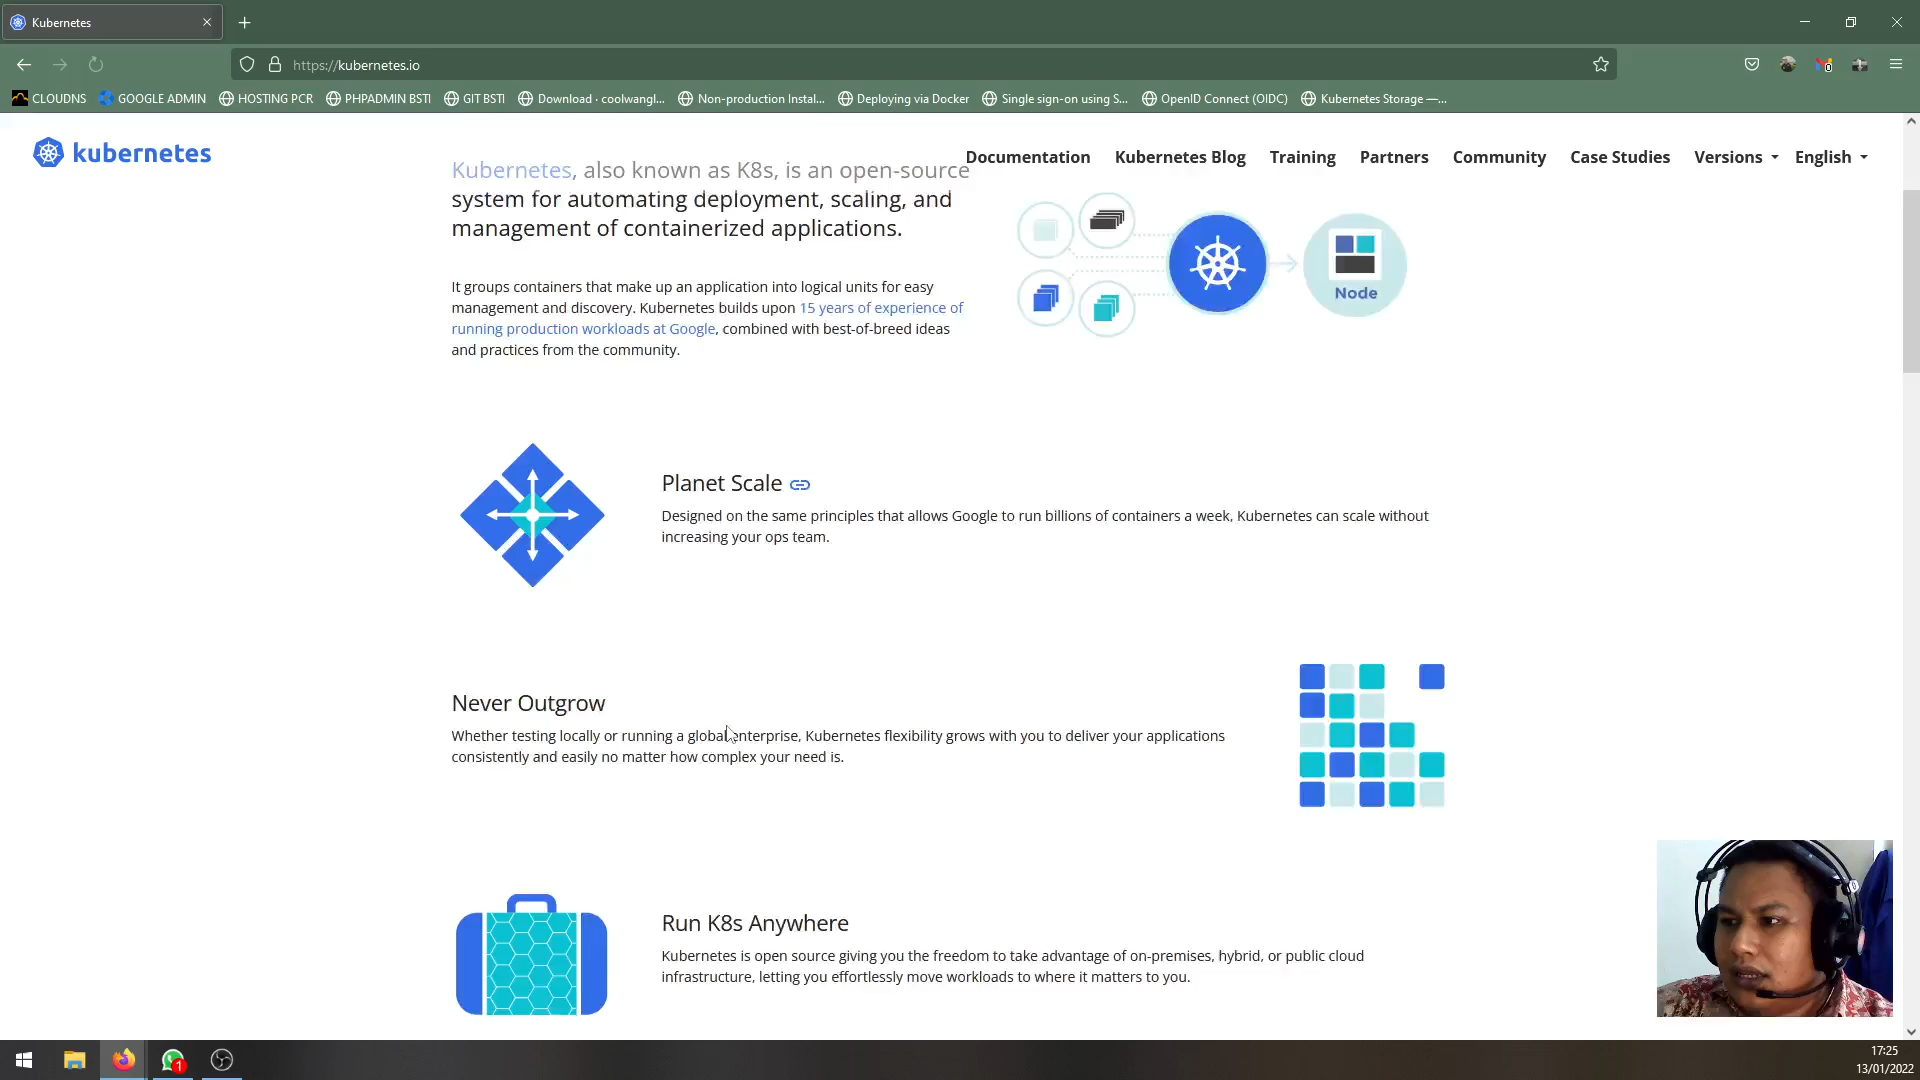 Kubernetes
https://kubernetes.io
0
CLOUDNS
GOOGLE ADMIN
HOSTING PCR
PHPADMIN BSTI
GIT BSTI
Download · coolwangl...
Non-production Instal...
Deploying via Docker
Single sign-on using S...
OpenID Connect (OIDC)
Kubernetes Storage —...
kubernetes
Documentation
Kubernetes Blog
Training
Partners
Community
Case Studies
Versions
English
Kubernetes, also known as K8s, is an open-source
system for automating deployment, scaling, and
management of containerized applications.
It groups containers that make up an application into logical units for easy
management and discovery. Kubernetes builds upon 15 years of experience of
running production workloads at Google, combined with best-of-breed ideas
and practices from the community.
Node
Planet Scale
Designed on the same principles that allows Google to run billions of containers a week, Kubernetes can scale without
increasing your ops team.
Never Outgrow
Whether testing locally or running a global enterprise, Kubernetes flexibility grows with you to deliver your applications
consistently and easily no matter how complex your need is.
Run K8s Anywhere
Kubernetes is open source giving you the freedom to take advantage of on-premises, hybrid, or public cloud
infrastructure, letting you effortlessly move workloads to where it matters to you.
1
17:25
13/01/2022